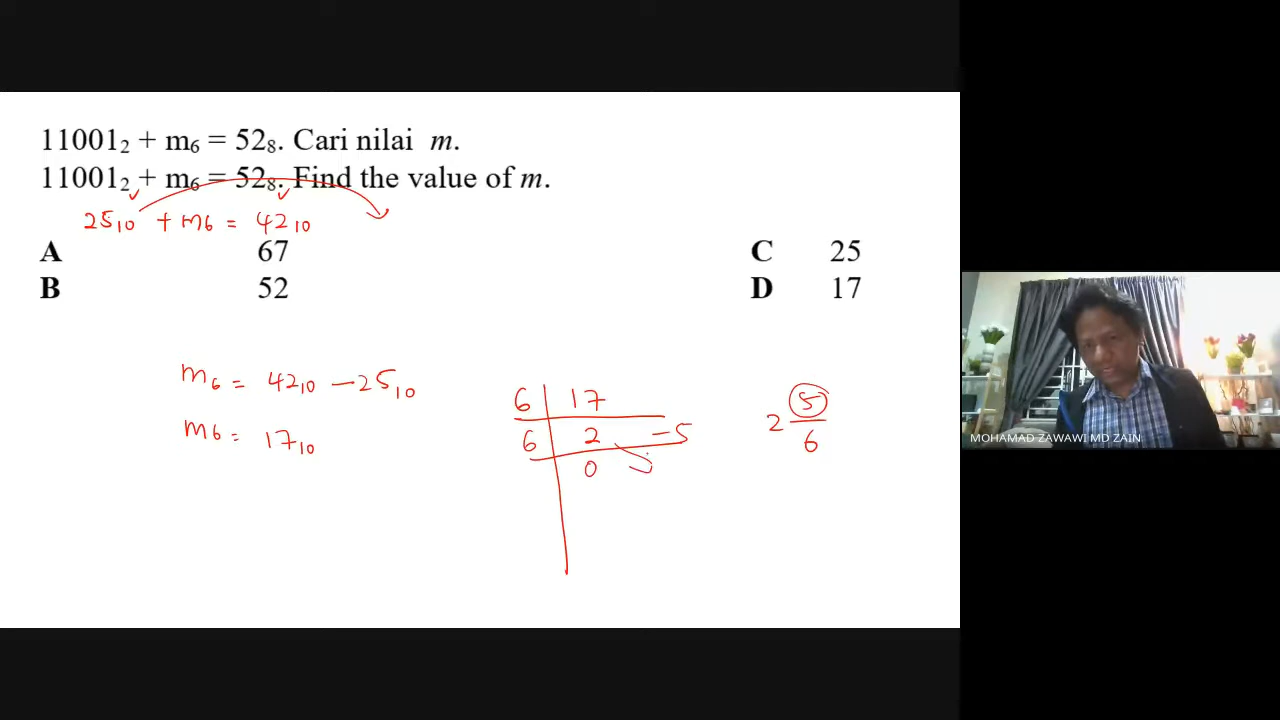 11001₂ + m₆ = 52₈. Cari nilai m.
11001₂ + m₆ = 52₈. Find the value of m.
25₁₀ + m₆ = 42₁₀
A 67 C 25
B 52 D 17
m₆ = 42₁₀ – 25₁₀
m₆ = 17₁₀
6 17
6 2 – 5
0
2 5/6
MOHAMAD ZAWAWI MD ZAIN